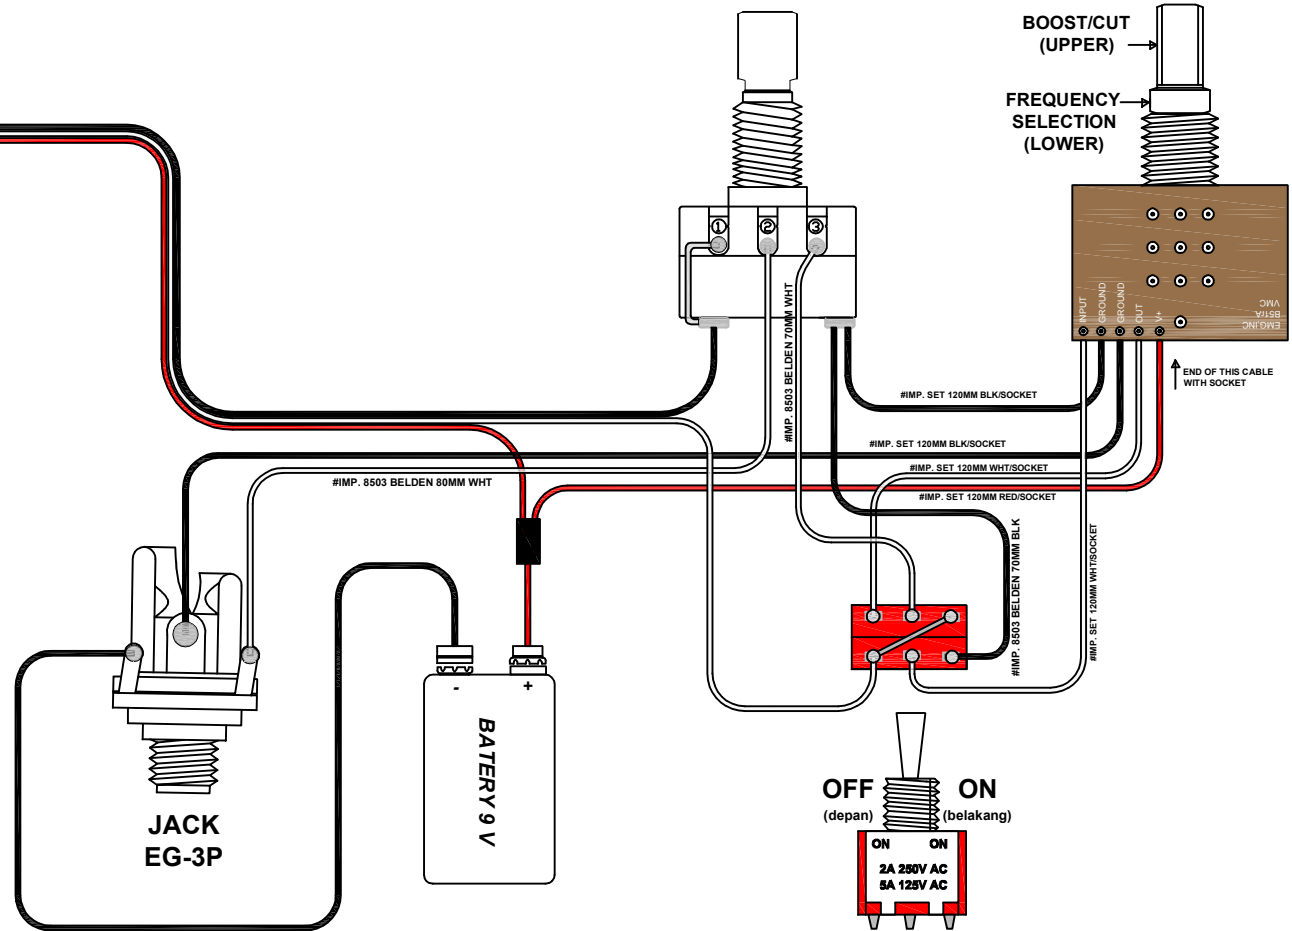 BOOST/CUT
(UPPER)
FREQUENCY
SELECTION
(LOWER)
1
2
3
INPUT
GROUND
GROUND
OUT
V+
EMG,INC
BS1rA
VMC
END OF THIS CABLE
WITH SOCKET
#IMP. 8503 BELDEN 70MM WHT
#IMP. SET 120MM BLK/SOCKET
#IMP. SET 120MM BLK/SOCKET
#IMP. SET 120MM WHT/SOCKET
#IMP. 8503 BELDEN 80MM WHT
#IMP. SET 120MM RED/SOCKET
#IMP. 8503 BELDEN 70MM BLK
#IMP. SET 120MM WHT/SOCKET
-
+
BATERY 9 V
JACK
EG-3P
OFF
(depan)
ON
(belakang)
ON
ON
2A 250V AC
5A 125V AC